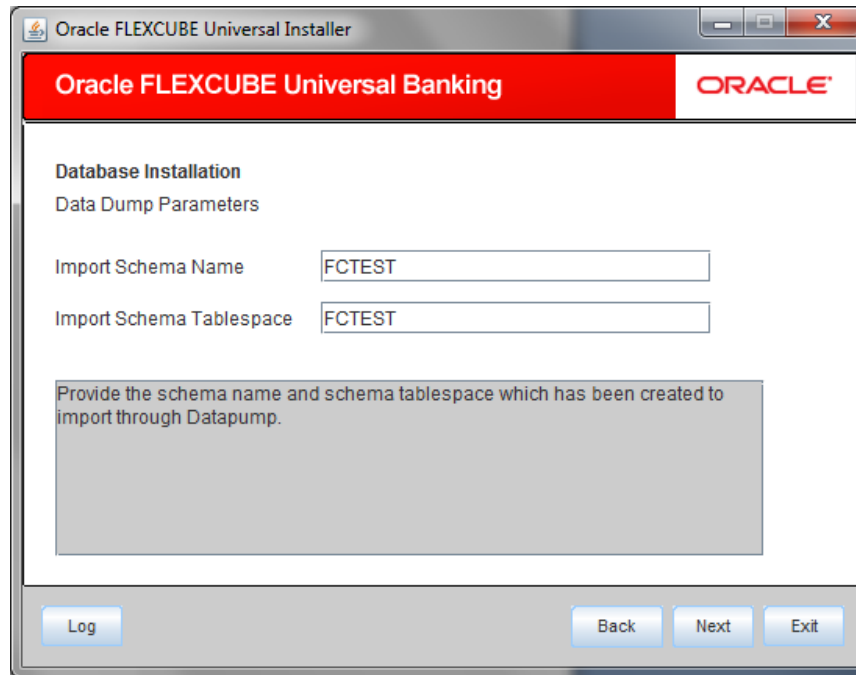 Oracle FLEXCUBE Universal Installer
Oracle FLEXCUBE Universal Banking
ORACLE
Database Installation
Data Dump Parameters
Import Schema Name FCTEST
Import Schema Tablespace FCTEST
Provide the schema name and schema tablespace which has been created to
import through Datapump.
Log Back Next Exit